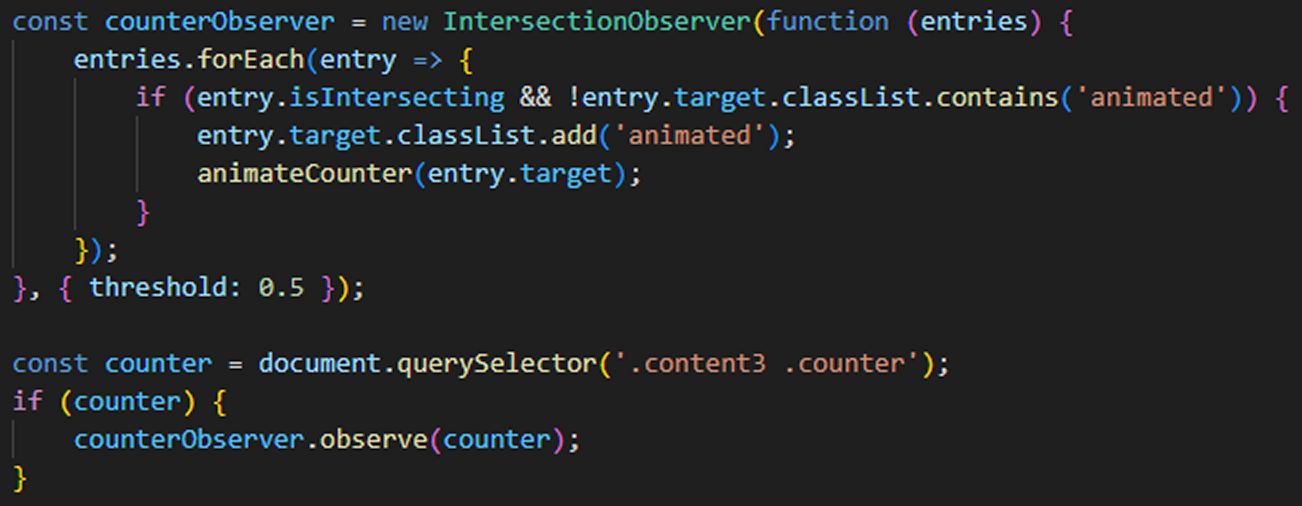 const counterObserver = new IntersectionObserver(function (entries) {
    entries.forEach(entry => {
        if (entry.isIntersecting && !entry.target.classList.contains('animated')) {
            entry.target.classList.add('animated');
            animateCounter(entry.target);
        }
    });
}, { threshold: 0.5 });

const counter = document.querySelector('.content3 .counter');
if (counter) {
    counterObserver.observe(counter);
}